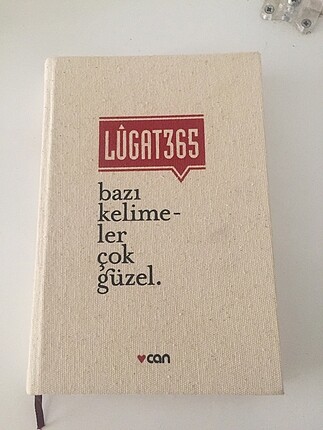 LÛGAT365
bazı
kelime-
ler
çok
güzel.
can